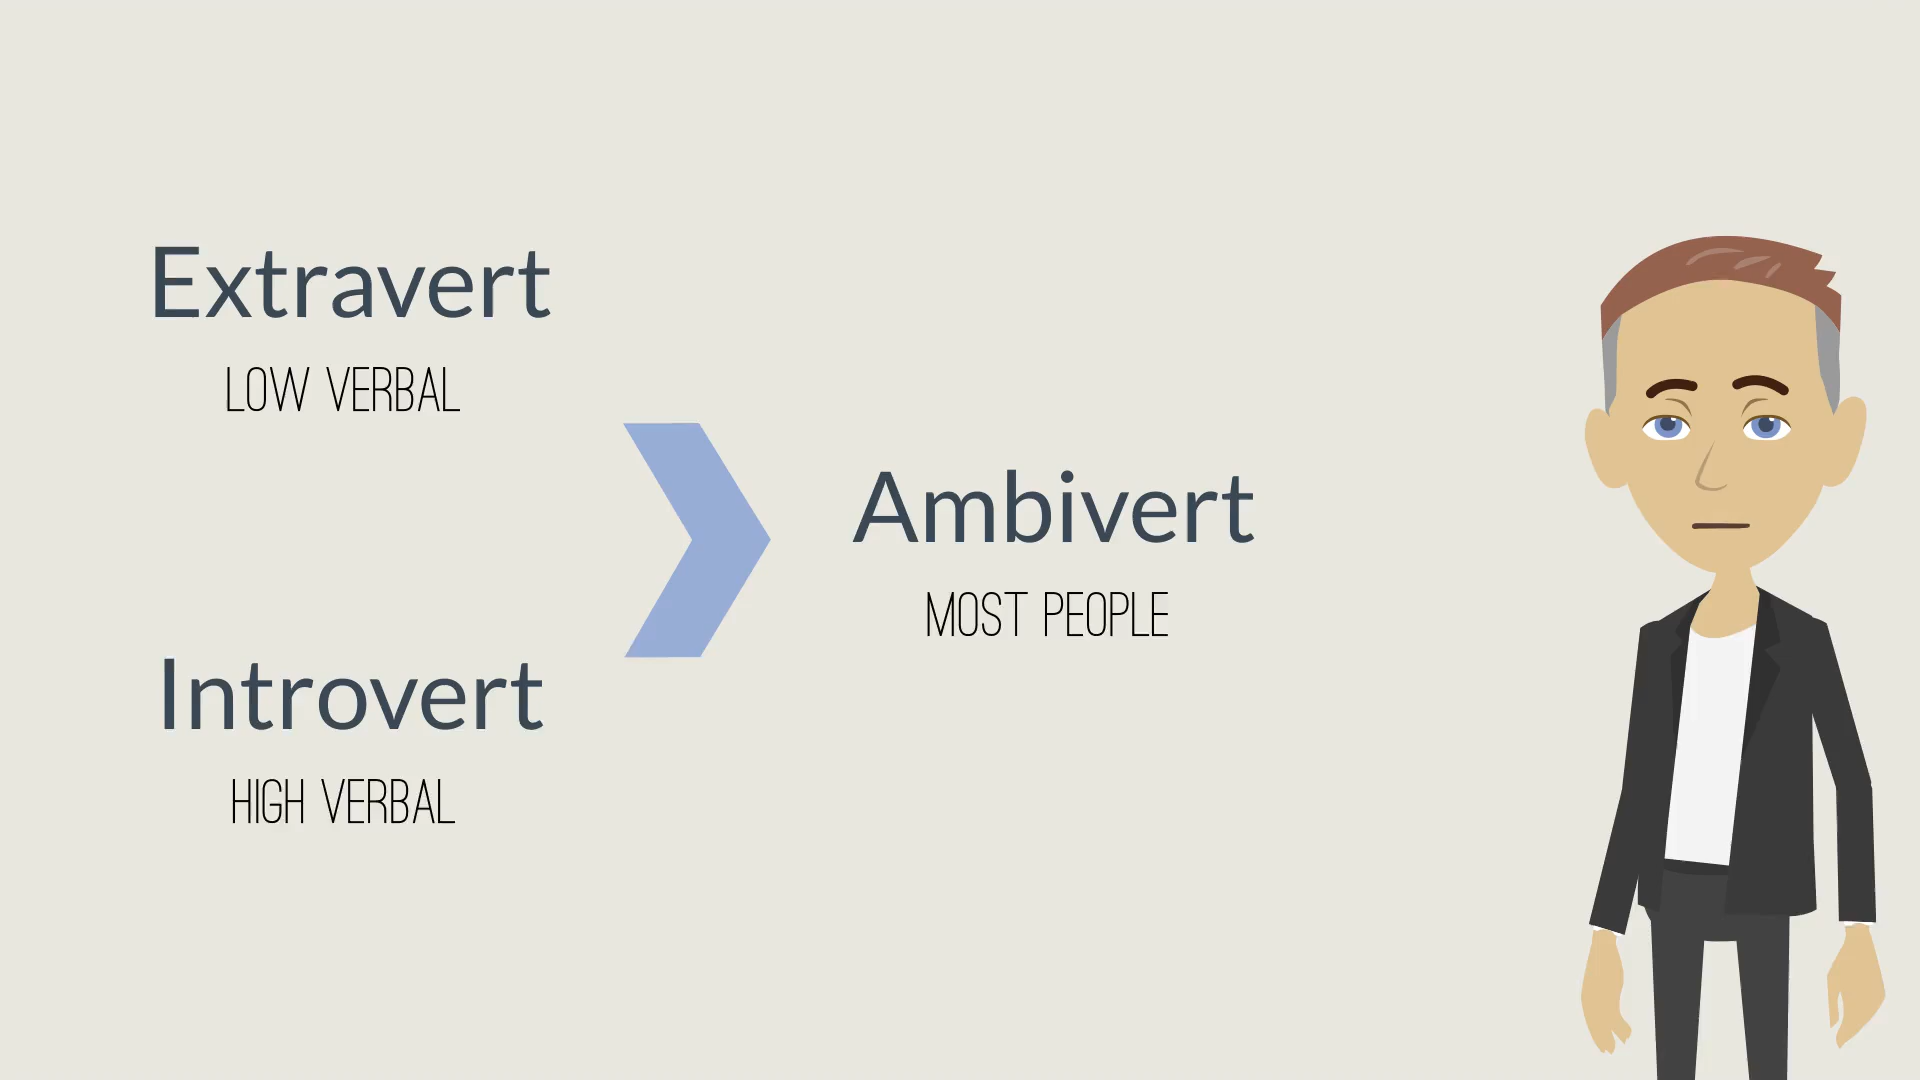 Extravert
LOW VERBAL
Introvert
HIGH VERBAL
Ambivert
MOST PEOPLE